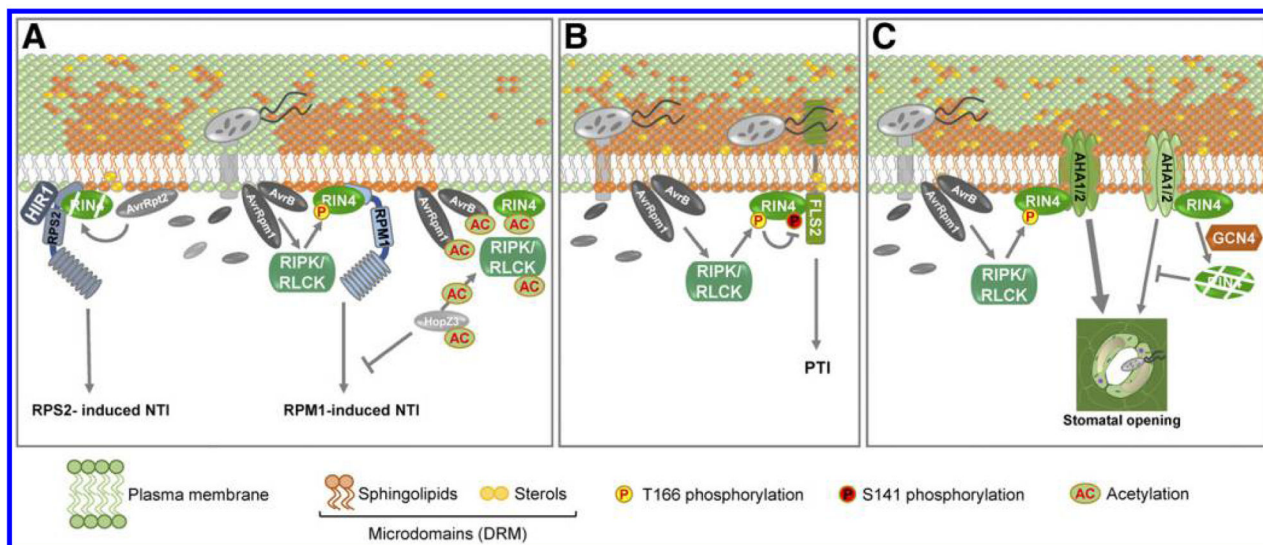 A
HIR1
RPS2
RIN4
AvrRpt2
AvrRpm1
AvrB
P
RIN4
RPM1
RIPK/
RLCK
AvrRpm1
AvrB
AC
AC
RIN4
AC
RIPK/
RLCK
AC
AC
HopZ3
AC
RPS2- induced NTI
RPM1-induced NTI
B
AvrRpm1
AvrB
RIPK/
RLCK
RIN4
P
P
FLS2
PTI
C
AvrRpm1
AvrB
RIPK/
RLCK
RIN4
P
AHA1/2
AHA1/2
RIN4
GCN4
RIN4
Stomatal opening
Plasma membrane
Sphingolipids
Sterols
Microdomains (DRM)
P
T166 phosphorylation
P
S141 phosphorylation
AC
Acetylation